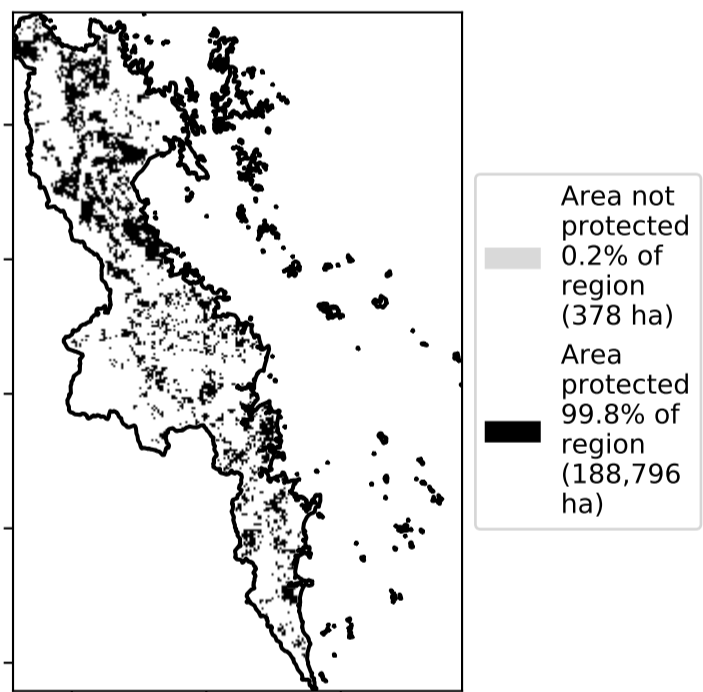 Area not
protected
0.2% of
region
(378 ha)
Area
protected
99.8% of
region
(188,796
ha)